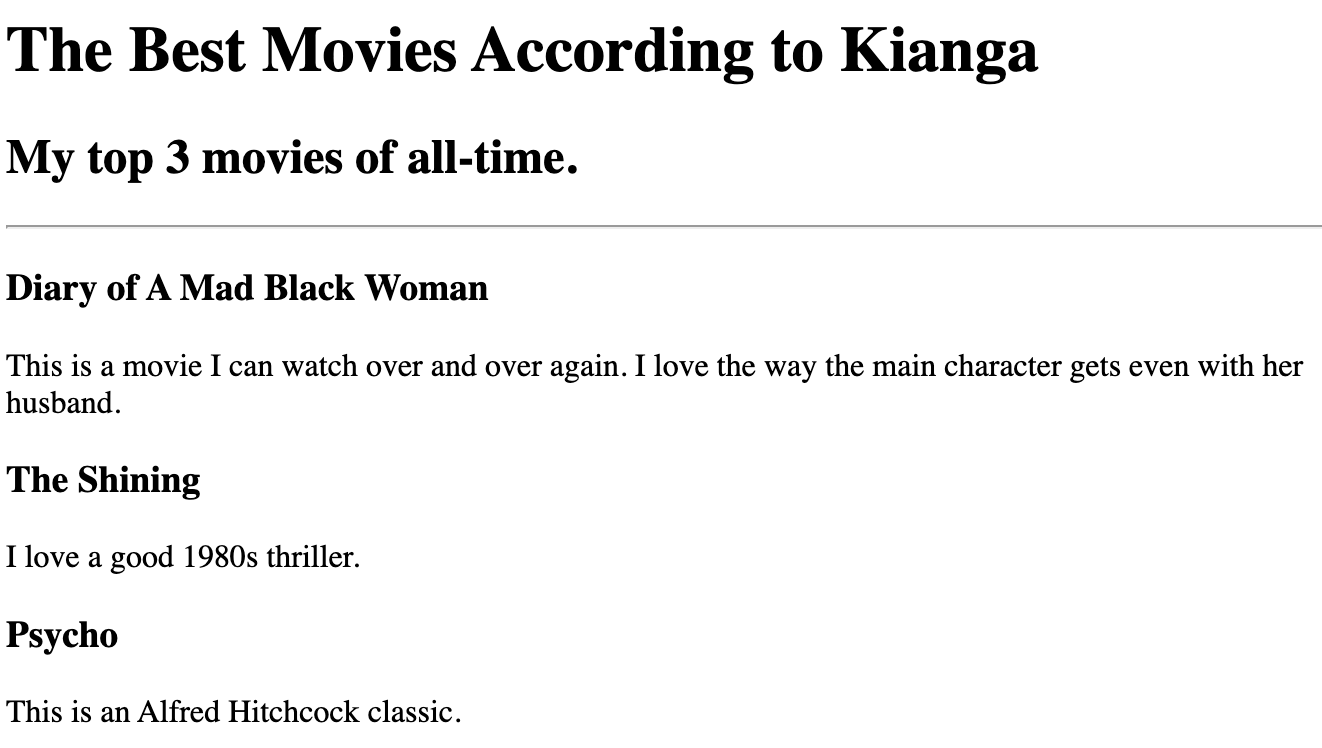 The Best Movies According to Kianga
My top 3 movies of all-time.
Diary of A Mad Black Woman
This is a movie I can watch over and over again. I love the way the main character gets even with her
husband.
The Shining
I love a good 1980s thriller.
Psycho
This is an Alfred Hitchcock classic.